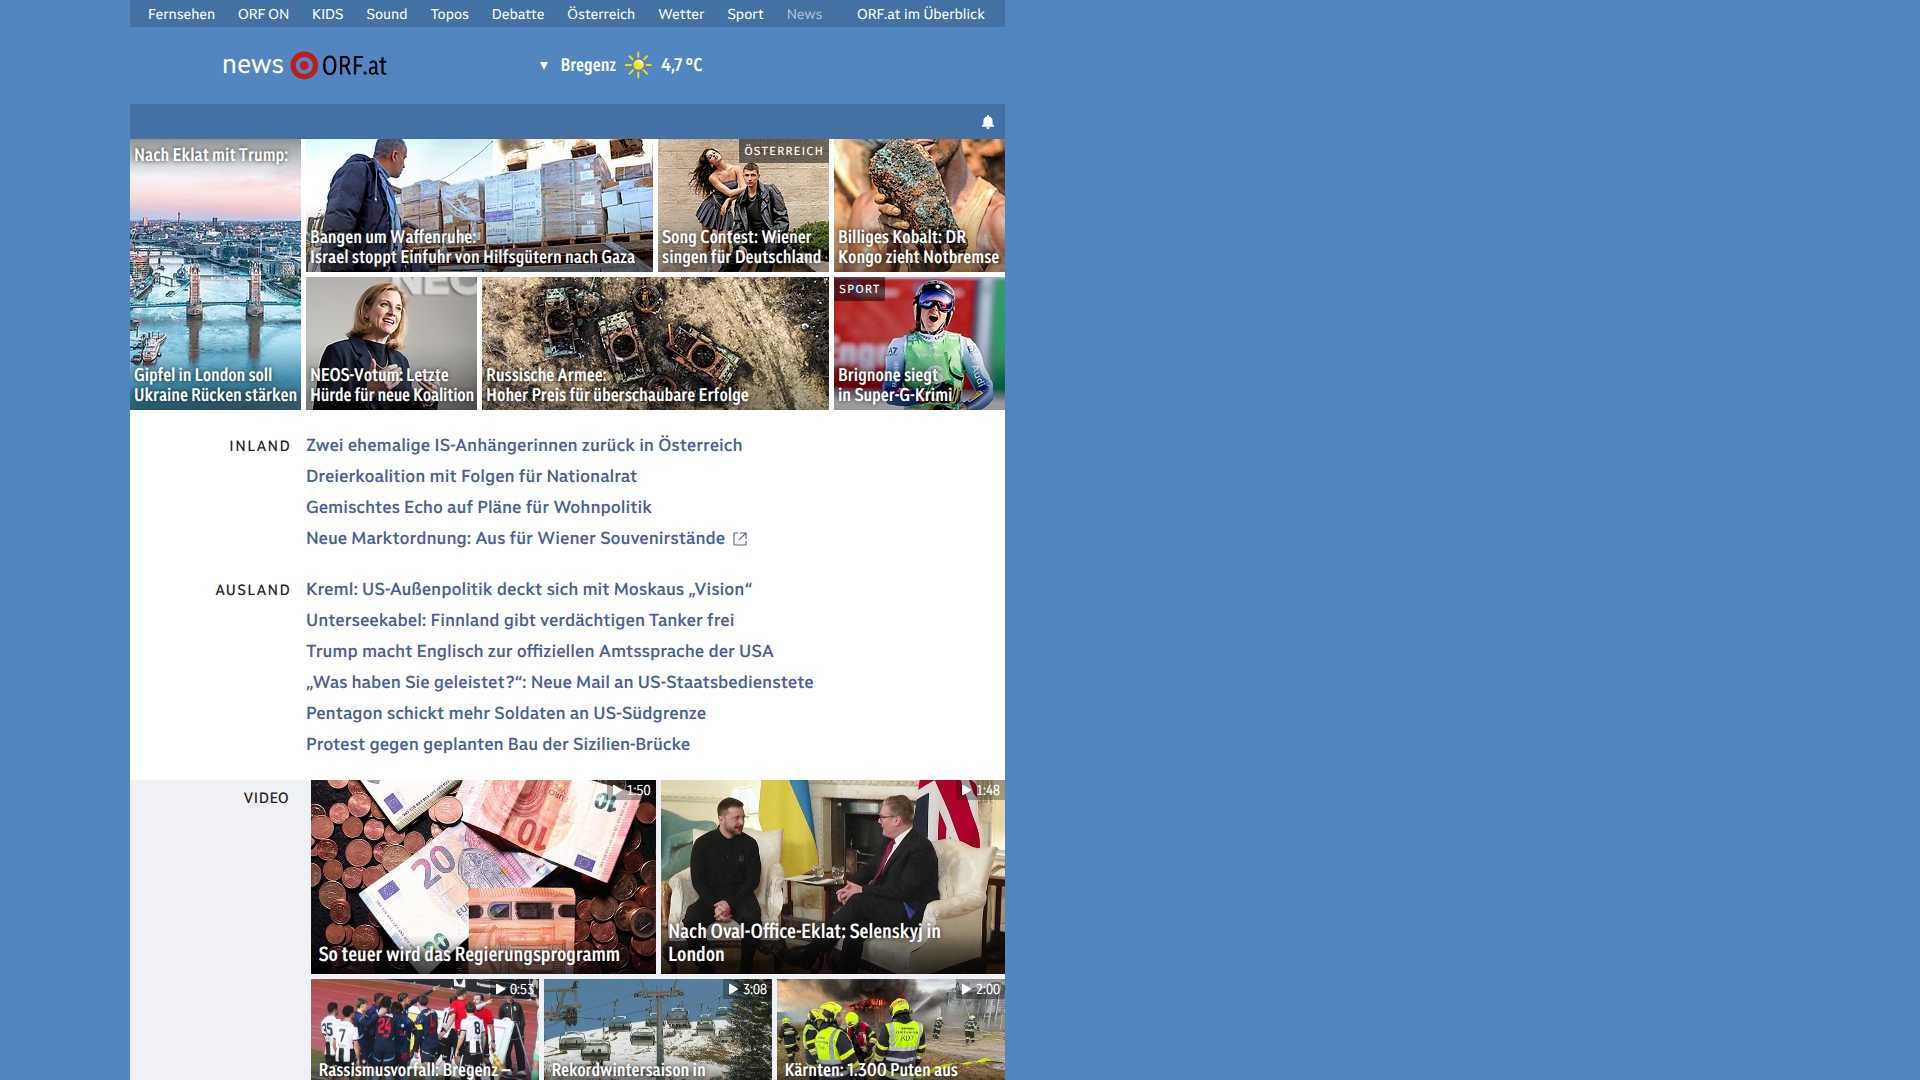 Fernsehen ORF ON KIDS Sound Topos Debatte Österreich Wetter Sport News ORF.at im Überblick
news ORF.at
Bregenz 4,7 °C
Nach Eklat mit Trump:
Gipfel in London soll
Ukraine Rücken stärken
Bangen um Waffenruhe:
Israel stoppt Einfuhr von Hilfsgütern nach Gaza
ÖSTERREICH
Song Contest: Wiener
singen für Deutschland
Billiges Kobalt: DR
Kongo zieht Notbremse
NEOS-Votum: Letzte
Hürde für neue Koalition
Russische Armee:
Hoher Preis für überschaubare Erfolge
SPORT
Brignone siegt
in Super-G-Krimi
INLAND
Zwei ehemalige IS-Anhängerinnen zurück in Österreich
Dreierkoalition mit Folgen für Nationalrat
Gemischtes Echo auf Pläne für Wohnpolitik
Neue Marktordnung: Aus für Wiener Souvenirstände
AUSLAND
Kreml: US-Außenpolitik deckt sich mit Moskaus „Vision“
Unterseekabel: Finnland gibt verdächtigen Tanker frei
Trump macht Englisch zur offiziellen Amtssprache der USA
„Was haben Sie geleistet?“: Neue Mail an US-Staatsbedienstete
Pentagon schickt mehr Soldaten an US-Südgrenze
Protest gegen geplanten Bau der Sizilien-Brücke
VIDEO
1:50
So teuer wird das Regierungsprogramm
1:48
Nach Oval-Office-Eklat: Selenskyj in
London
0:53
Rassismusvorfall: Bregenz –
3:08
Rekordwintersaison in
2:00
Kärnten: 1.300 Puten aus